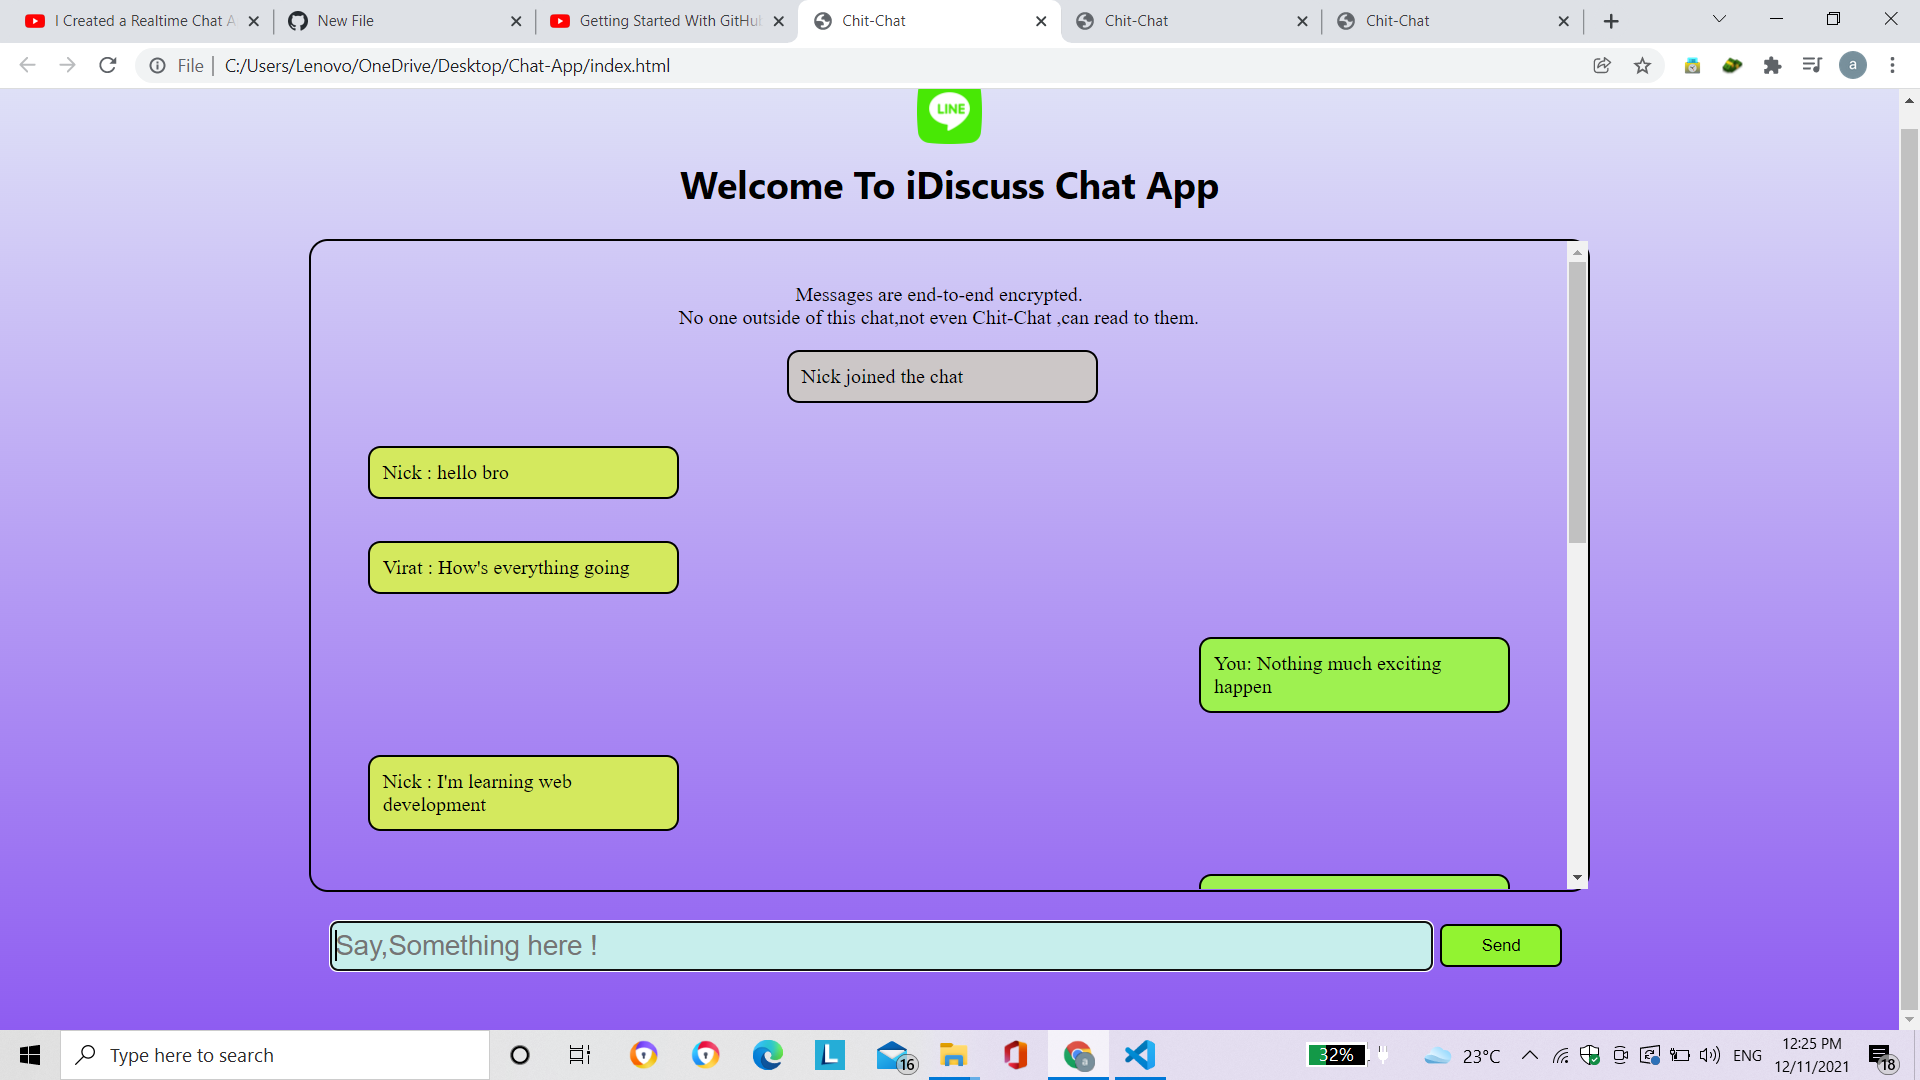 I Created a Realtime Chat A
New File
Getting Started With GitHu
Chit-Chat
Chit-Chat
Chit-Chat
File
C:/Users/Lenovo/OneDrive/Desktop/Chat-App/index.html
a
LINE
Welcome To iDiscuss Chat App
Messages are end-to-end encrypted.
No one outside of this chat,not even Chit-Chat ,can read to them.
Nick joined the chat
Nick : hello bro
Virat : How's everything going
You: Nothing much exciting
happen
Nick : I'm learning web
development
Say,Something here !
Send
Type here to search
L
16
a
32%
23°C
ENG
12:25 PM
12/11/2021
18